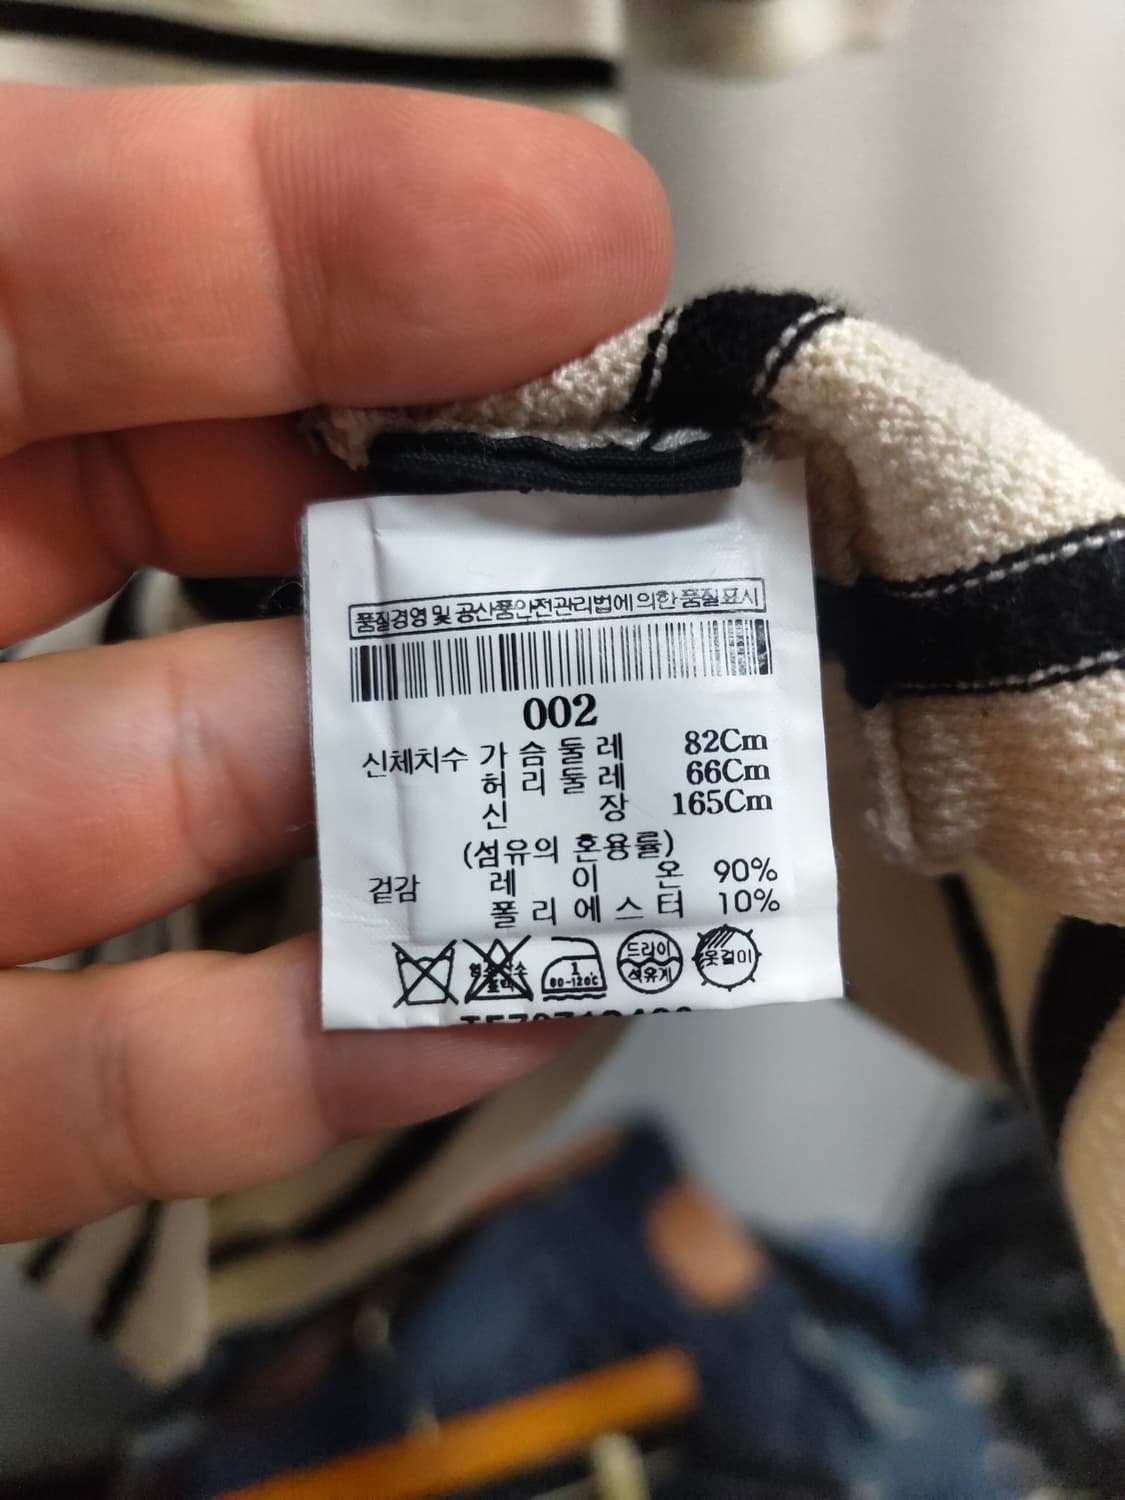 품질경영 및 공산품안전관리법에 의한 품질표시
002
신체치수 가슴둘레 82Cm
허리둘레 66Cm
신 장 165Cm
(섬유의 혼용률)
겉감 레 이 온 90%
폴리에스터 10%
드라이 옷걸이
석유계